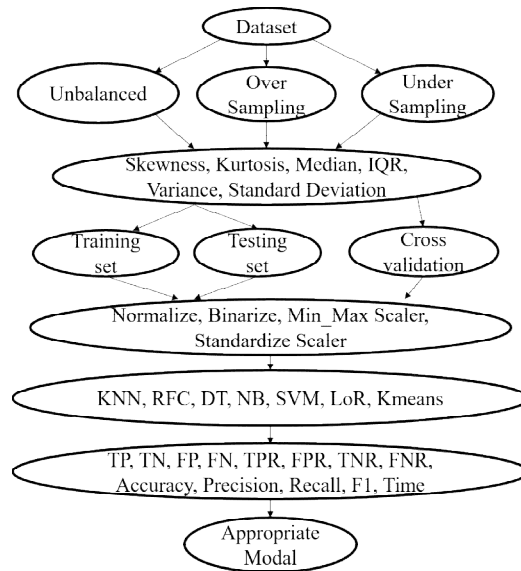 Dataset
Unbalanced
Over
Sampling
Under
Sampling
Skewness, Kurtosis, Median, IQR,
Variance, Standard Deviation
Training
set
Testing
set
Cross
validation
Normalize, Binarize, Min_Max Scaler,
Standardize Scaler
KNN, RFC, DT, NB, SVM, LoR, Kmeans
TP, TN, FP, FN, TPR, FPR, TNR, FNR,
Accuracy, Precision, Recall, F1, Time
Appropriate
Modal